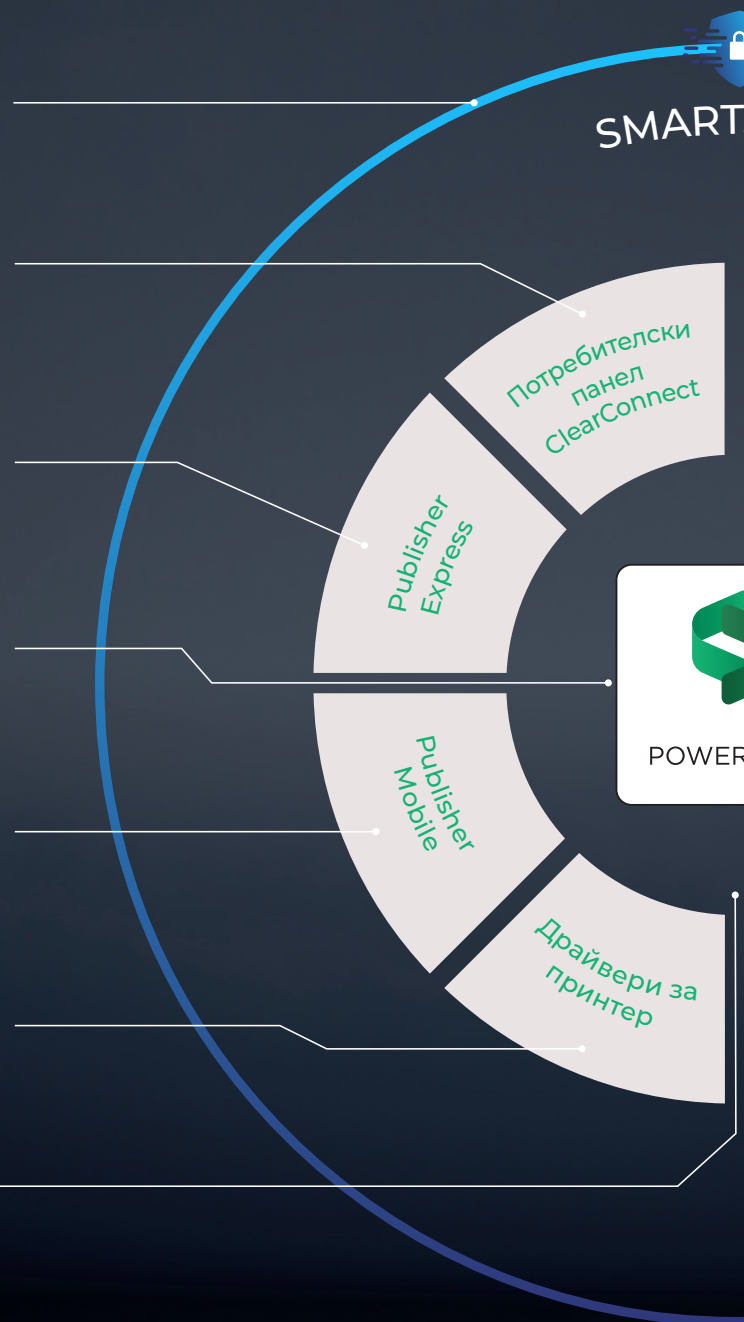 SMART
Потребителски
панел
ClearConnect
Publisher
Express
POWER
Publisher
Mobile
Драйвери за
принтер